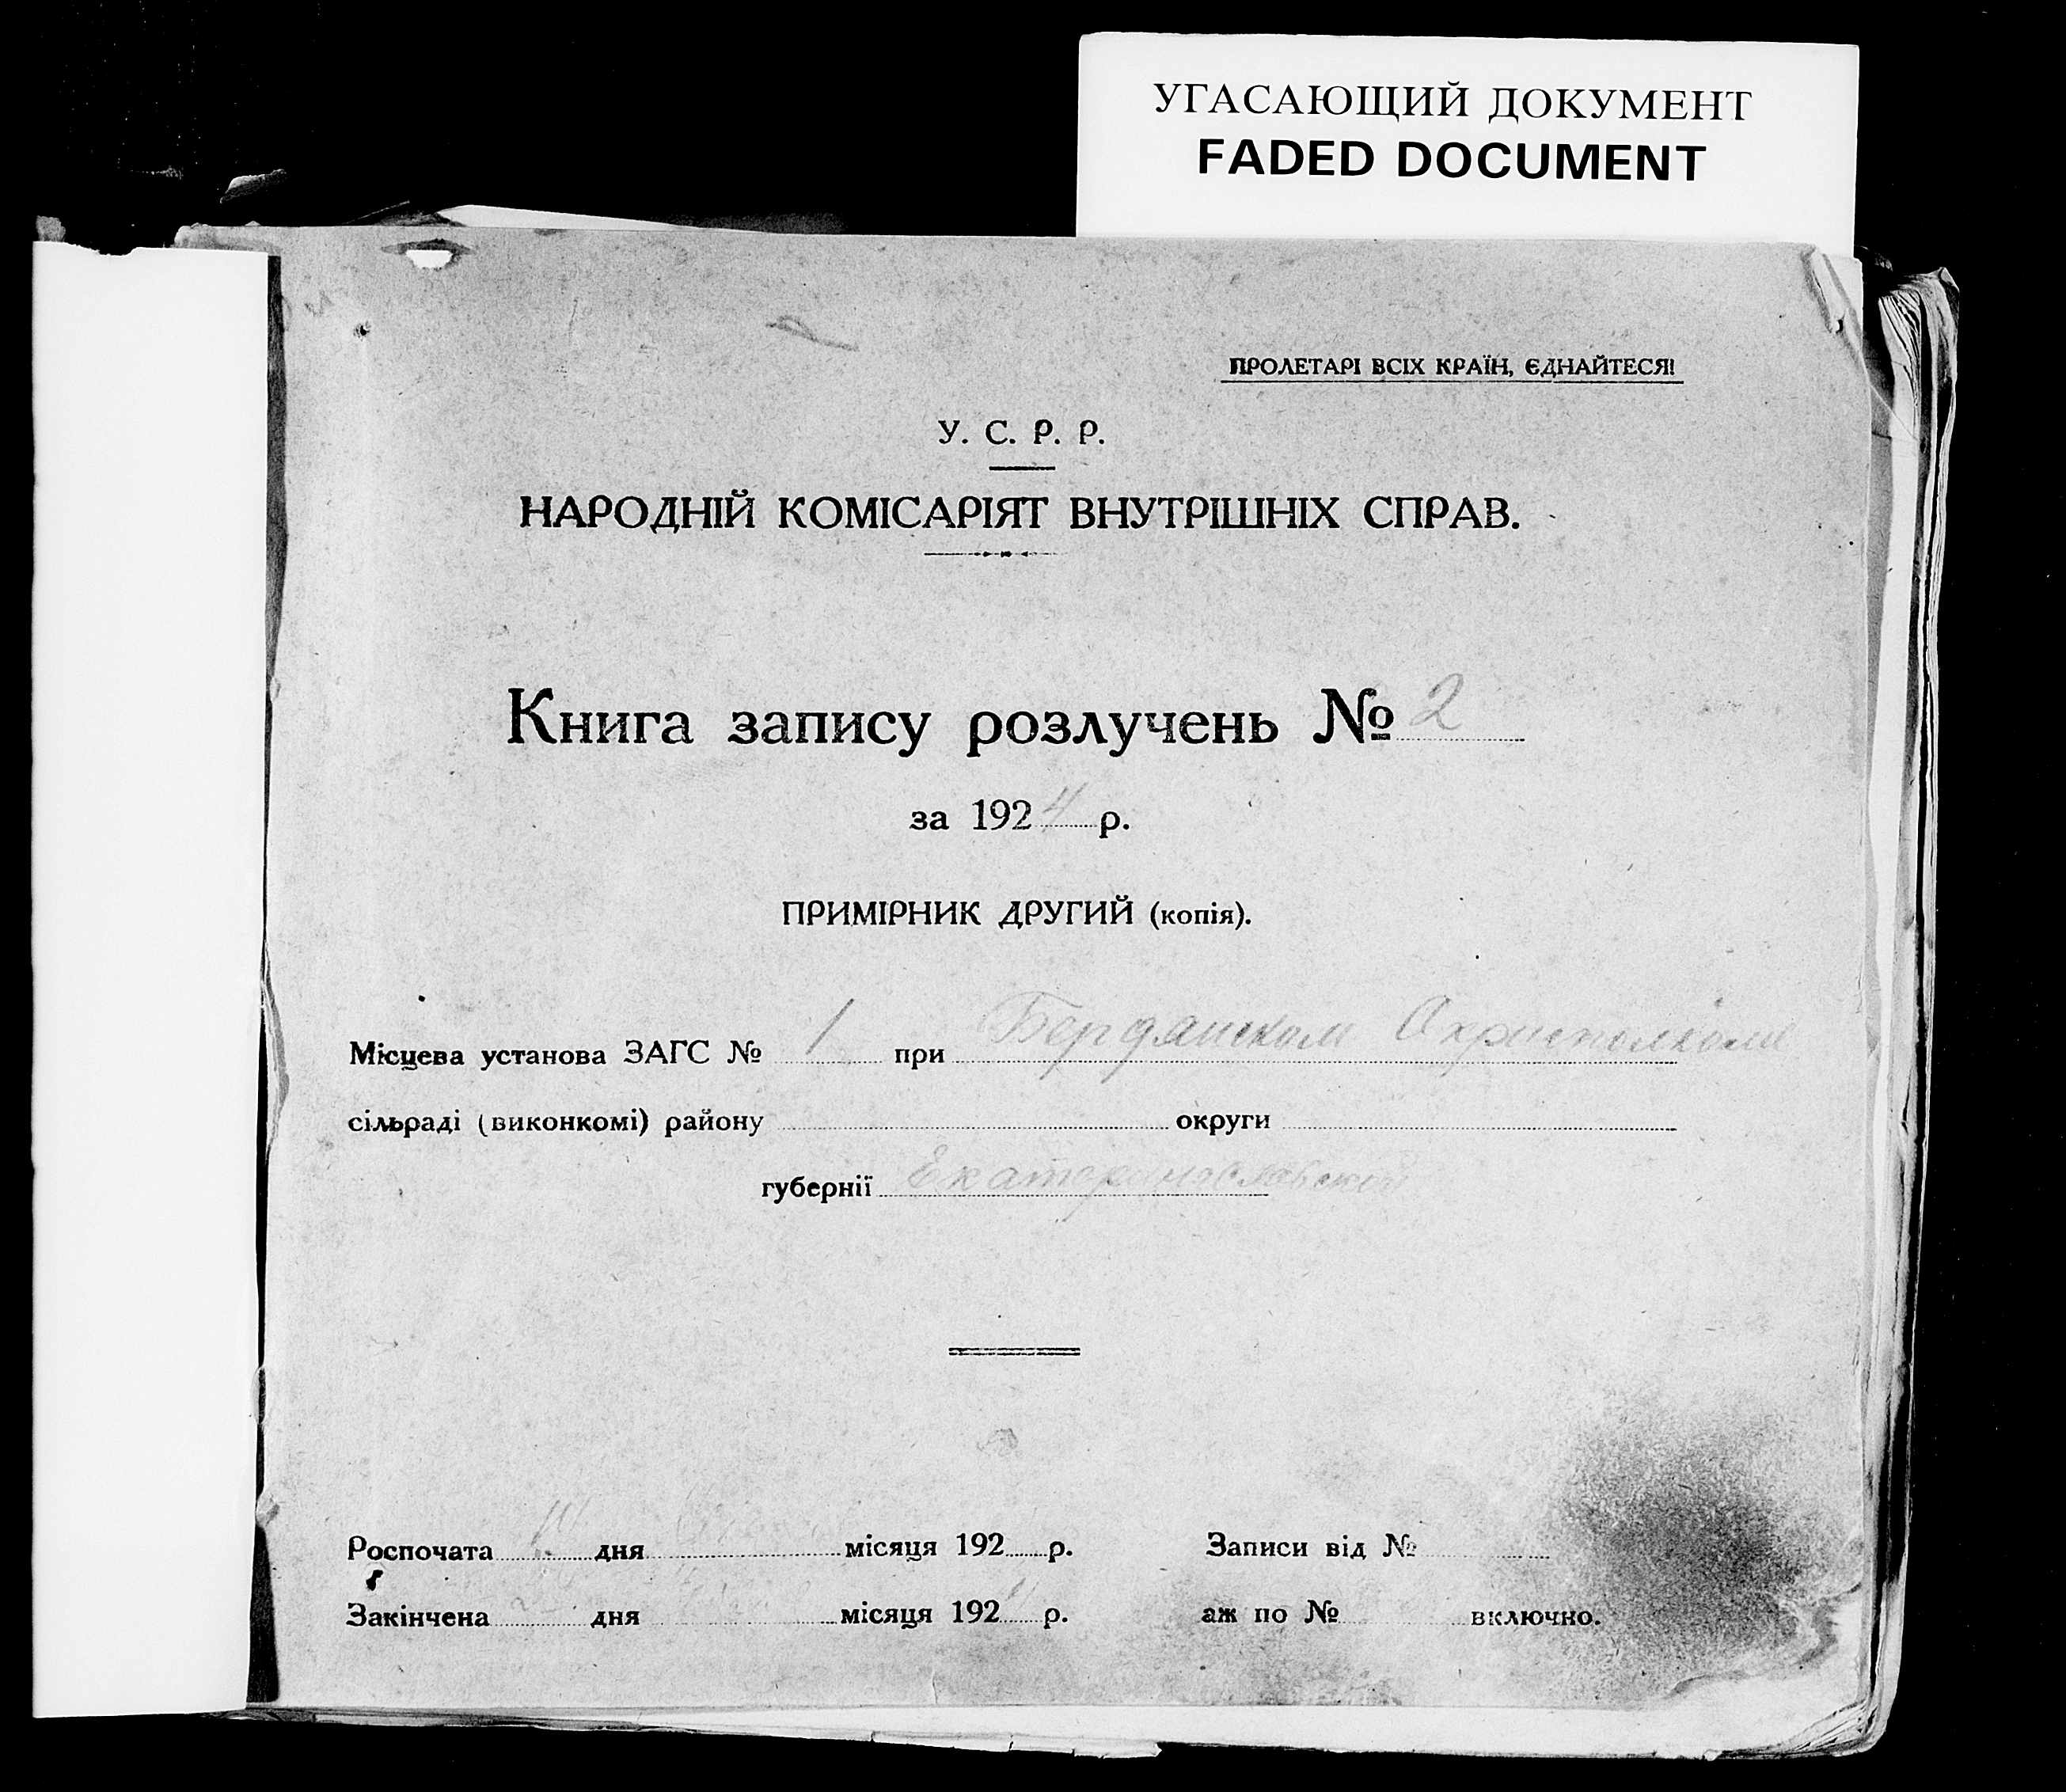 УГАСАЮЩИЙ ДОКУМЕНТ
FADED DOCUMENT
ПРОЛЕТАРІ ВСІХ КРАЇН, ЄДНАЙТЕСЯ!
У. С. Р. Р.
НАРОДНІЙ КОМІСАРІЯТ ВНУТРІШНІХ СПРАВ.
Книга запису розлучень № 2
за 1924 р.
ПРИМІРНИК ДРУГИЙ (копія).
Місцева установа ЗАГС № 1 при Бердянском
сільраді (виконкомі) району округи
губернії Екатеринославской
Роспочата дня місяця 192 р. Записи від №
Закінчена дня місяця 192 р. аж по № включно.